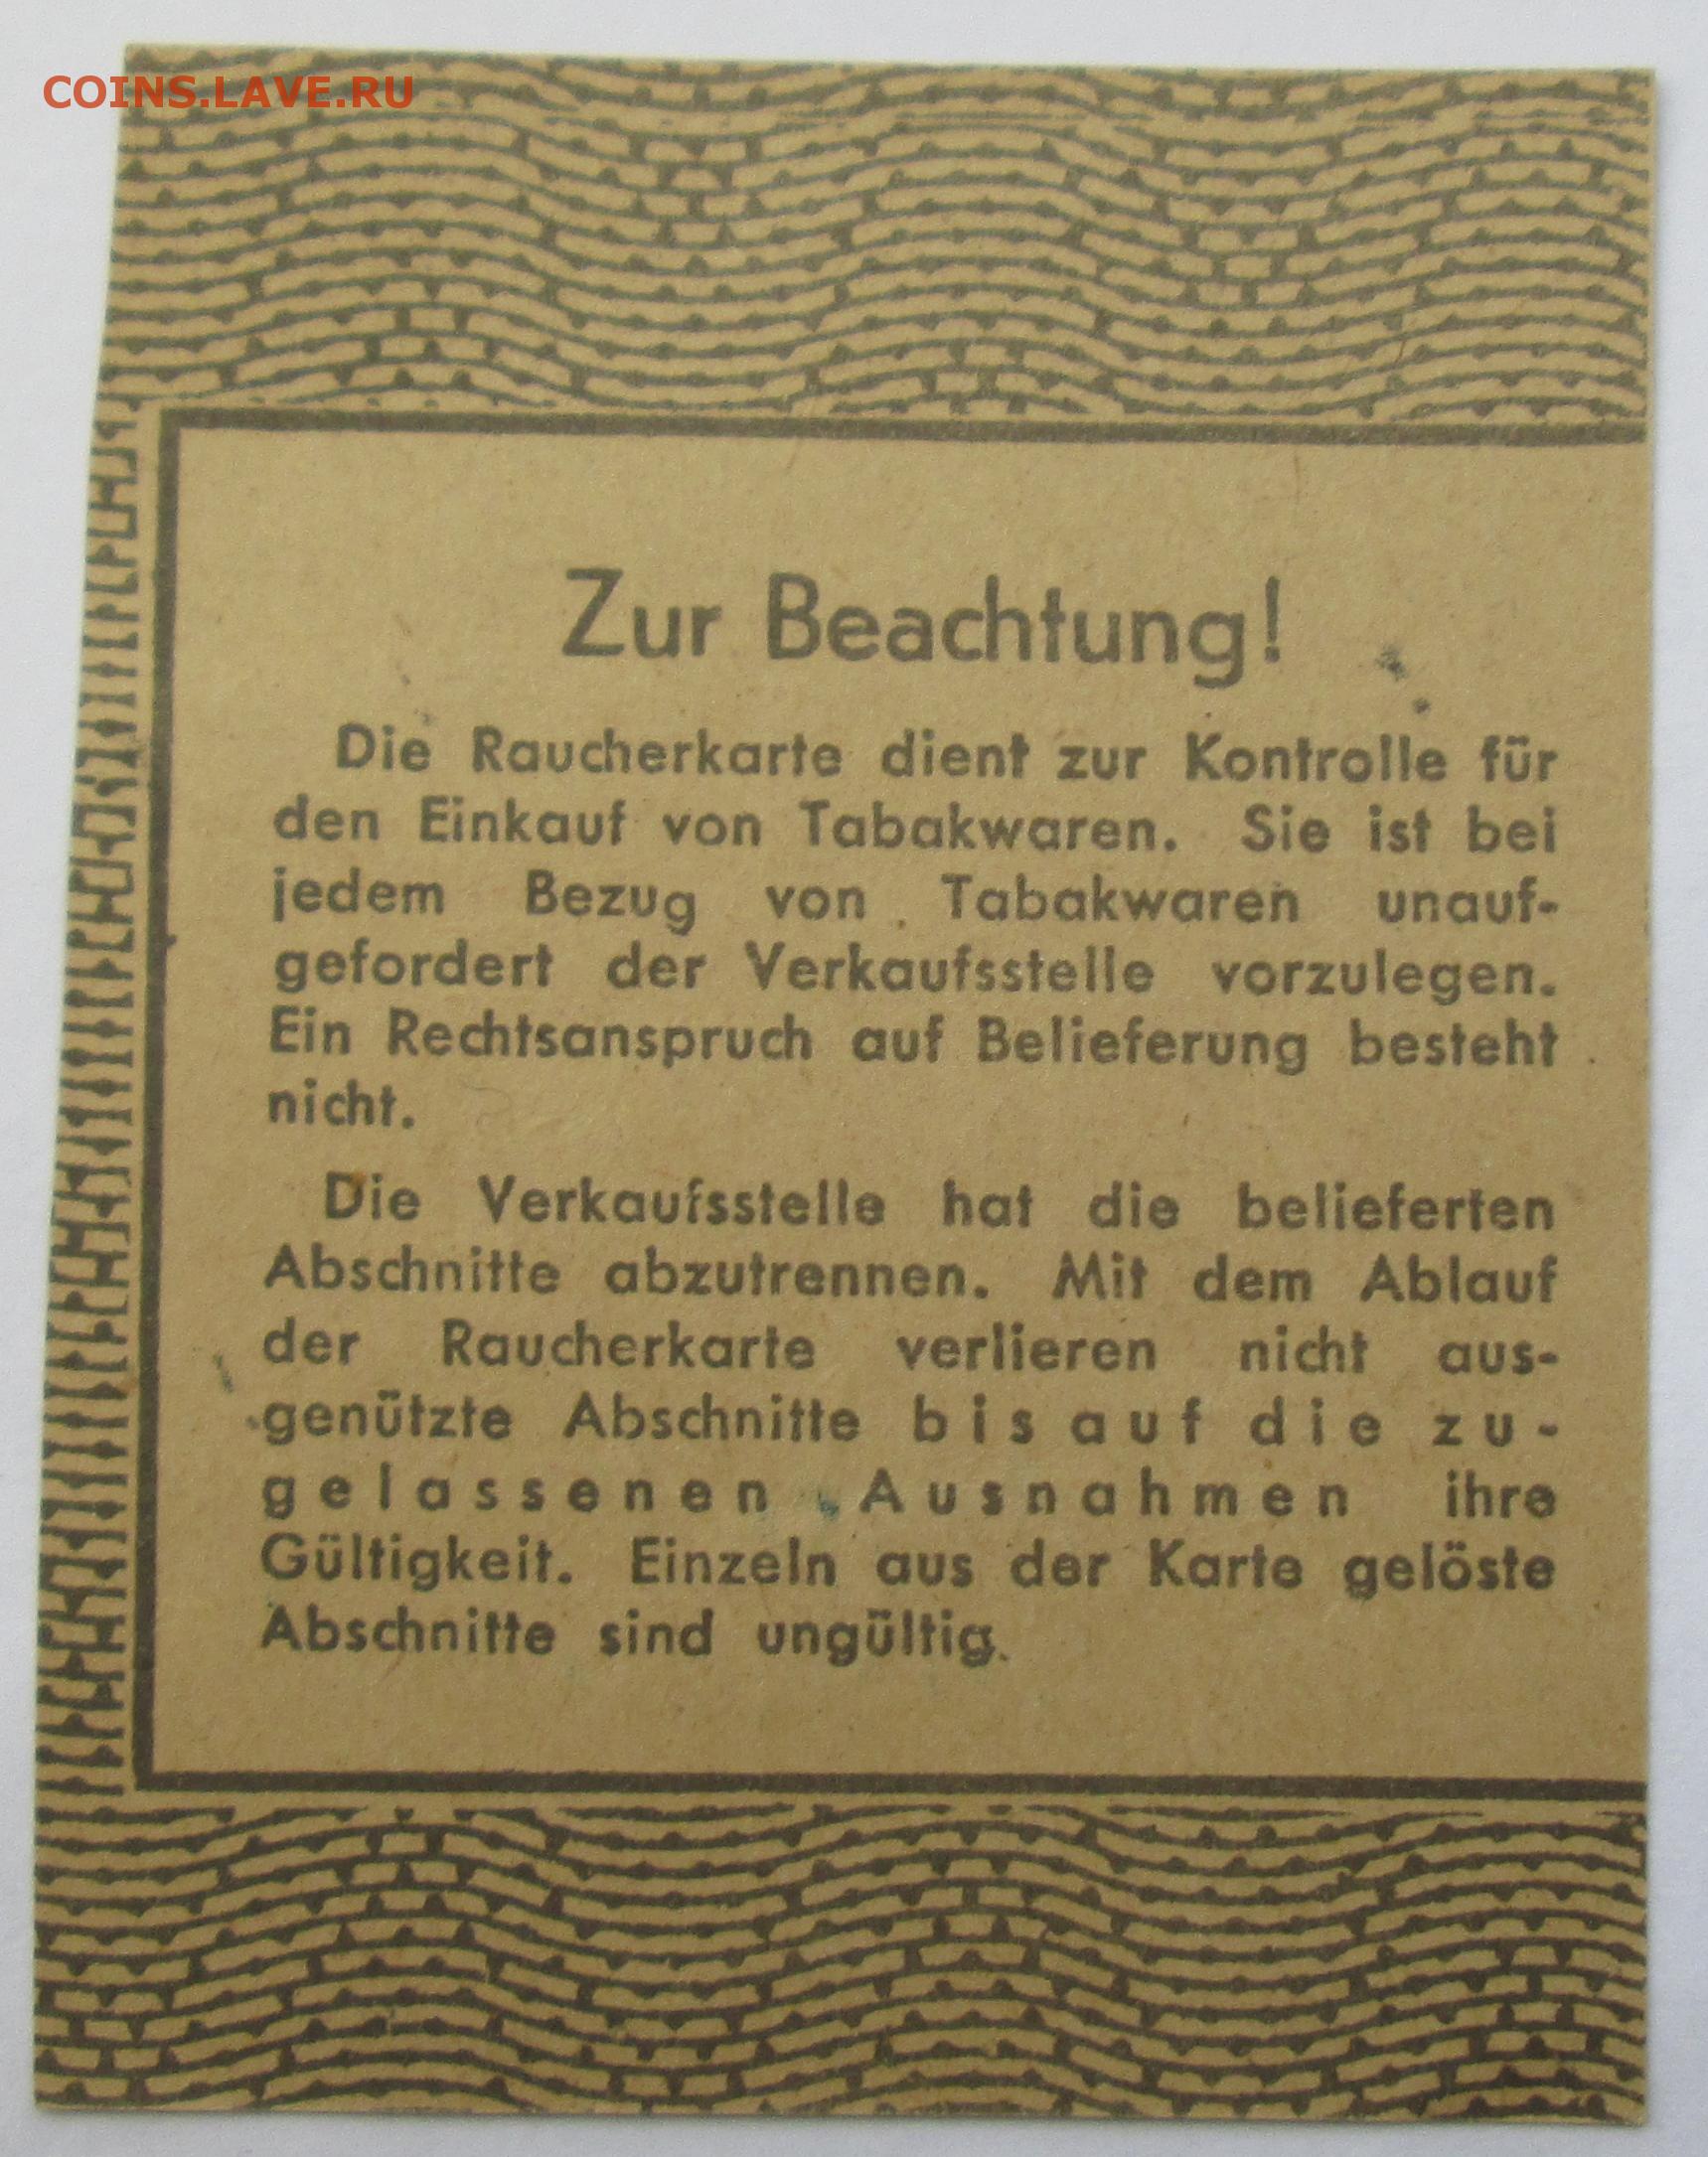 COINS.LAVE.RU
Zur Beachtung!
Die Raucherkarte dient zur Kontrolle für
den Einkauf von Tabakwaren. Sie ist bei
jedem Bezug von Tabakwaren unauf-
gefordert der Verkaufsstelle vorzulegen.
Ein Rechtsanspruch auf Belieferung besteht
nicht.
Die Verkaufsstelle hat die belieferten
Abschnitte abzutrennen. Mit dem Ablauf
der Raucherkarte verlieren nicht aus-
genützte Abschnitte bis auf die zu-
gelassenen Ausnahmen ihre
Gültigkeit. Einzeln aus der Karte gelöste
Abschnitte sind ungültig.